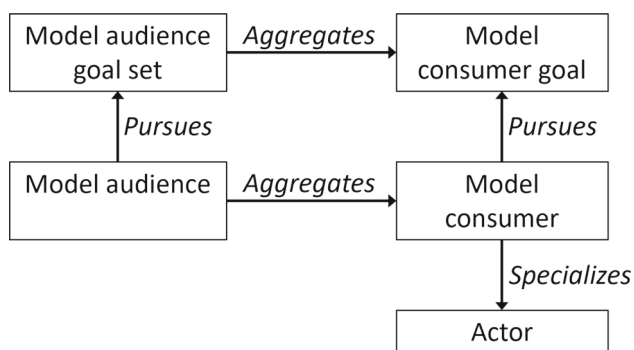 Model audience
goal set
Aggregates
Model
consumer goal
Pursues
Pursues
Model audience
Aggregates
Model
consumer
Specializes
Actor